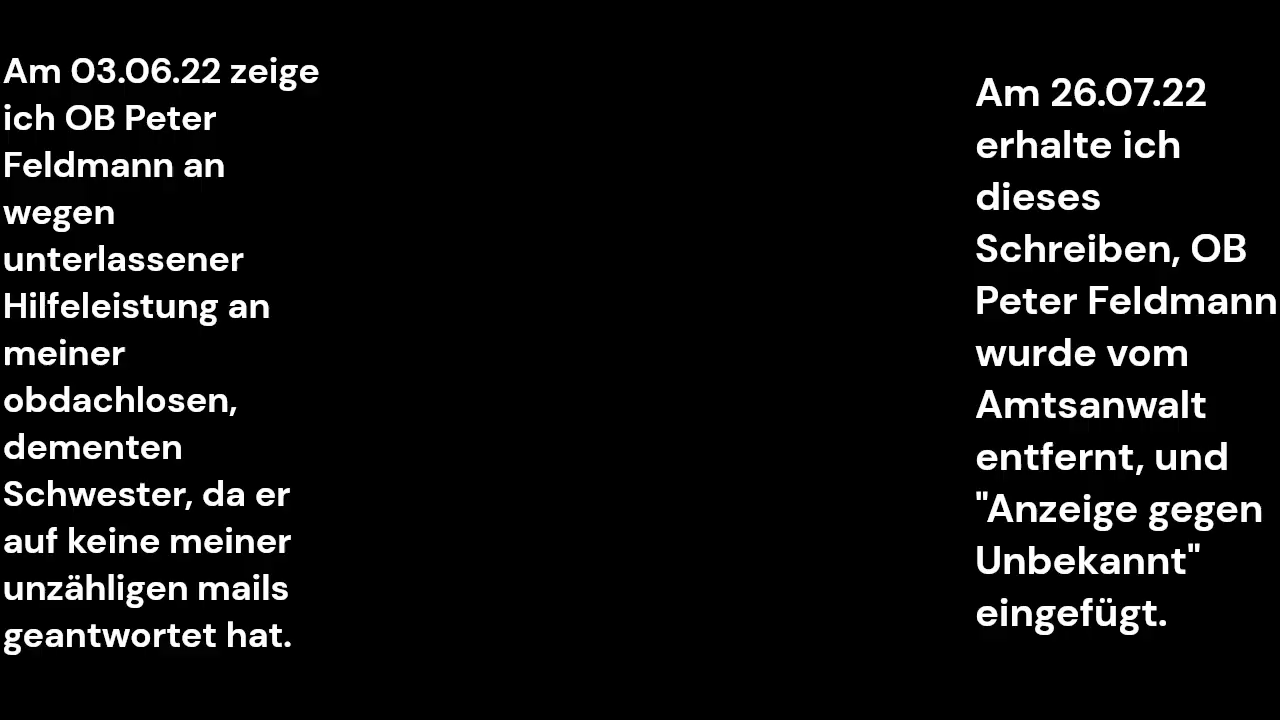 Am 03.06.22 zeige
ich OB Peter
Feldmann an
wegen
unterlassener
Hilfeleistung an
meiner
obdachlosen,
dementen
Schwester, da er
auf keine meiner
unzähligen mails
geantwortet hat.
Am 26.07.22
erhalte ich
dieses
Schreiben, OB
Peter Feldmann
wurde vom
Amtsanwalt
entfernt, und
"Anzeige gegen
Unbekannt"
eingefügt.